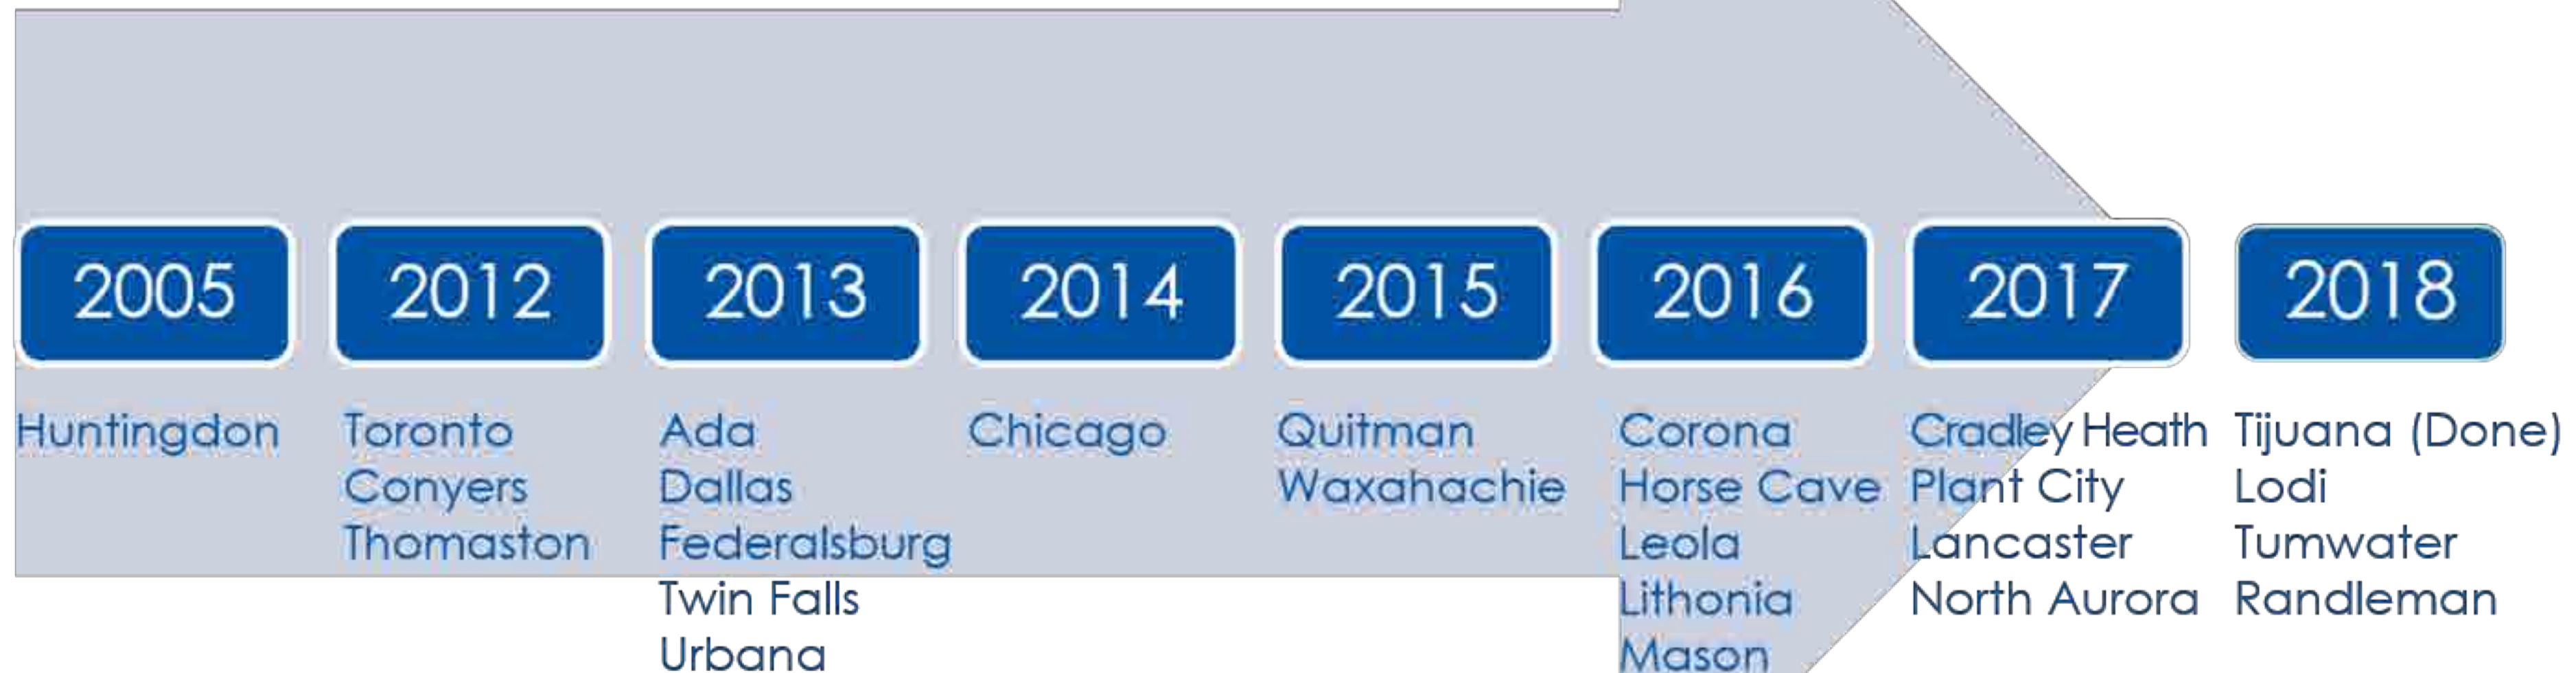 2005 2012 2013 2014 2015 2016 2017 2018
Huntingdon
Toronto
Conyers
Thomaston
Ada
Dallas
Federalsburg
Twin Falls
Urbana
Chicago
Quitman
Waxahachie
Corona
Horse Cave
Leola
Lithonia
Mason
Cradley Heath
Plant City
Lancaster
North Aurora
Tijuana (Done)
Lodi
Tumwater
Randleman